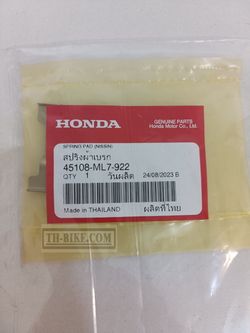 HONDA
GENUINE PARTS
Honda Motor Co., Ltd.
SPRING PAD (NISSIN)
สปริงผ้าเบรก
45108-ML7-922
QTY 1 วันผลิต 24/08/2023 B
Made in THAILAND ผลิตที่ไทย
TH-BIKE.COM